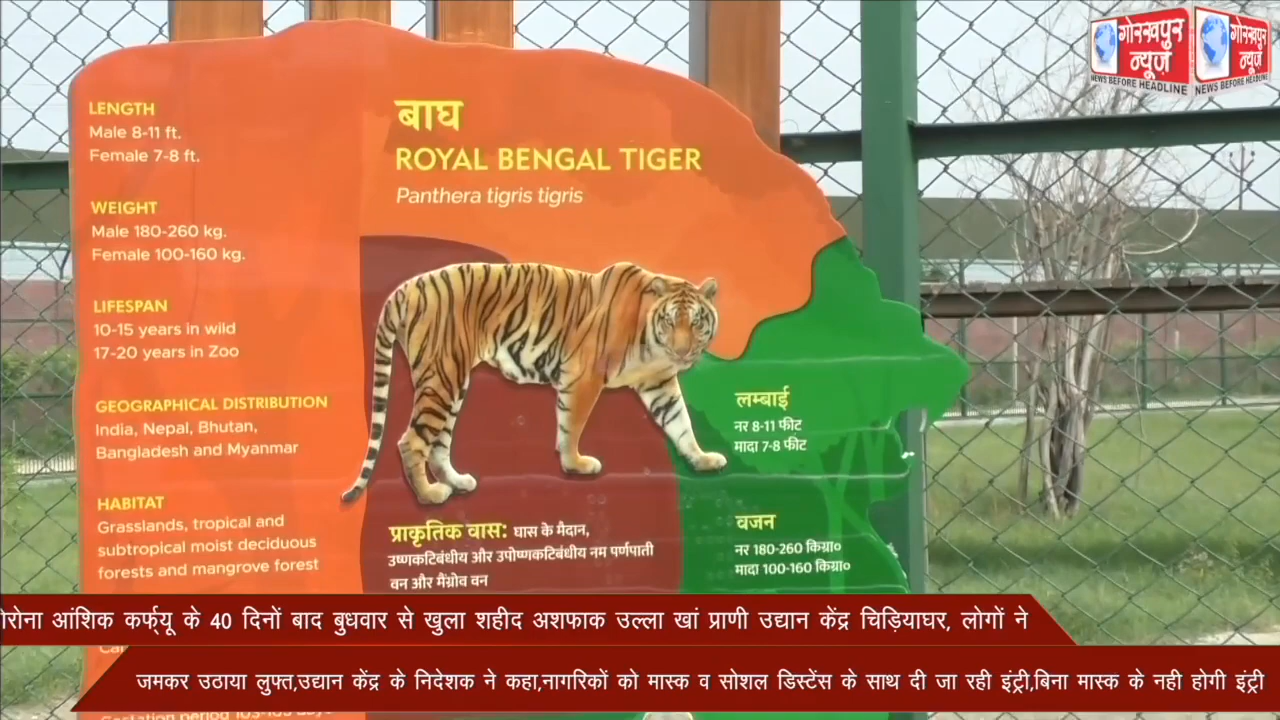 गोरखपुर
न्यूज़
NEWS BEFORE HEADLINE
गोरखपुर
न्यूज़
NEWS BEFORE HEADLINE
बाघ
ROYAL BENGAL TIGER
Panthera tigris tigris
LENGTH
Male 8-11 ft.
Female 7-8 ft.
WEIGHT
Male 180-260 kg.
Female 100-160 kg.
LIFESPAN
10-15 years in wild
17-20 years in Zoo
GEOGRAPHICAL DISTRIBUTION
India, Nepal, Bhutan,
Bangladesh and Myanmar
HABITAT
Grasslands, tropical and
subtropical moist deciduous
forests and mangrove forest
प्राकृतिक वास: घास के मैदान,
उष्णकटिबंधीय और उपोष्णकटिबंधीय नम पर्णपाती
वन और मैंग्रोव वन
लम्बाई
नर 8-11 फीट
मादा 7-8 फीट
वजन
नर 180-260 किग्रा०
मादा 100-160 किग्रा०
आंशिक कर्फ्यू के 40 दिनों बाद बुधवार से खुला शहीद अशफाक उल्ला खां प्राणी उद्यान केंद्र चिड़ियाघर, लोगों ने
जमकर उठाया लुफ्त,उद्यान केंद्र के निदेशक ने कहा,नागरिकों को मास्क व सोशल डिस्टेंस के साथ दी जा रही इंट्री,बिना मास्क के नही होगी इंट्री